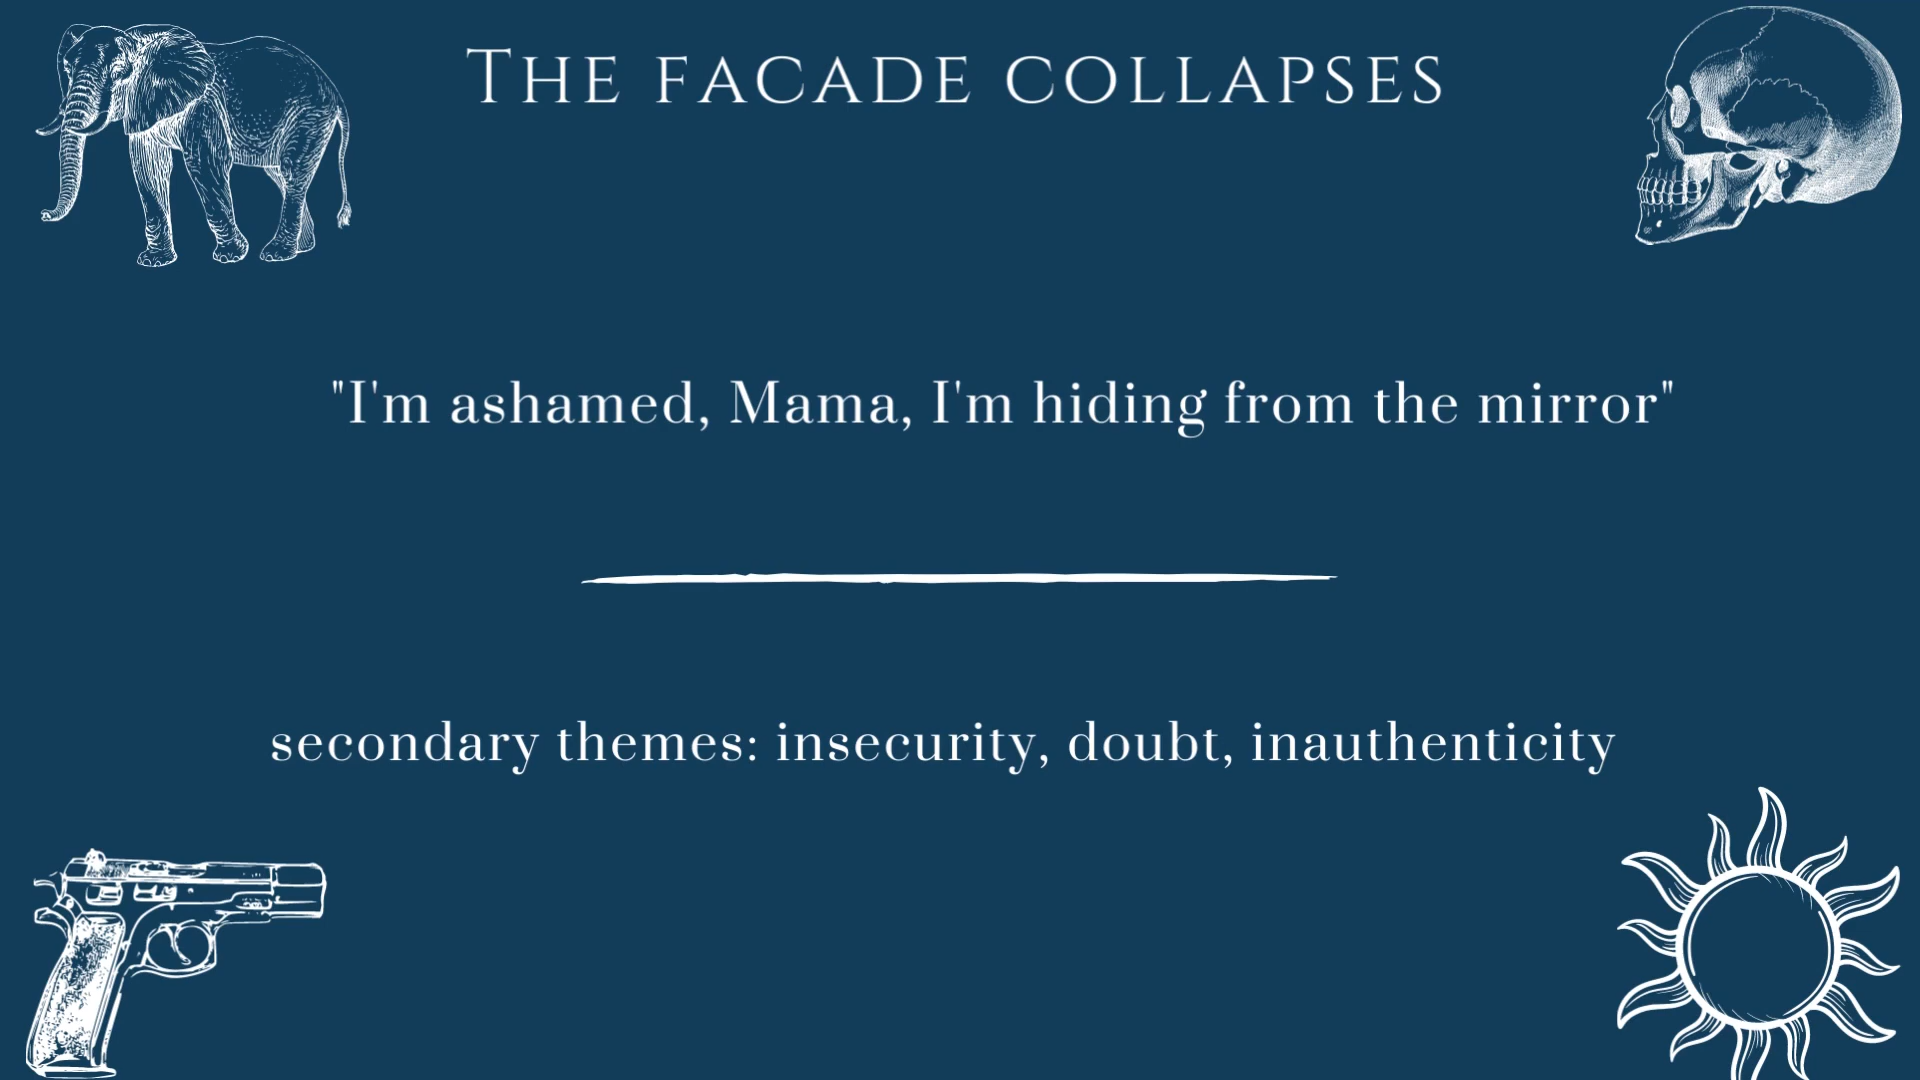 The facade collapses
"I'm ashamed, Mama, I'm hiding from the mirror"
secondary themes: insecurity, doubt, inauthenticity